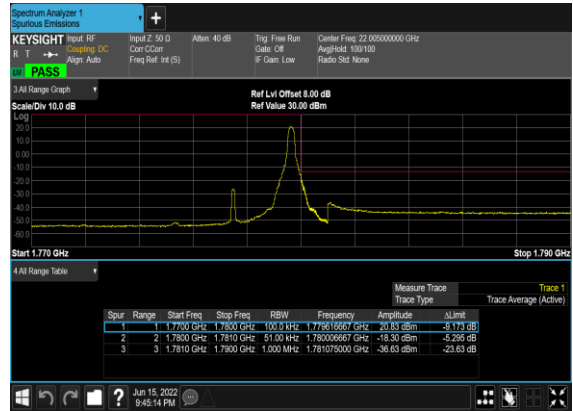 Spectrum Analyzer 1
Spurious Emissions
KEYSIGHT Input: RF Input Z: 50 Ω Atten: 40 dB Trig: Free Run Center Freq: 22.005000000 GHz
R T Coupling: DC Corr CCorr Gate: Off Avg|Hold: 100/100
Align: Auto Freq Ref: Int (S) IF Gain: Low Radio Std: None
PASS
3 All Range Graph
Ref Lvl Offset 8.00 dB
Scale/Div 10.0 dB Ref Value 30.00 dBm
Log
20.0
10.0
0.00
-10.0
-20.0
-30.0
-40.0
-50.0
-60.0
Start 1.770 GHz Stop 1.790 GHz
4 All Range Table
Measure Trace Trace 1
Trace Type Trace Average (Active)
Spur Range Start Freq Stop Freq RBW Frequency Amplitude ΔLimit
1 1 1.7700 GHz 1.7800 GHz 100.0 kHz 1.779616667 GHz 20.83 dBm -9.173 dB
2 2 1.7800 GHz 1.7810 GHz 51.00 kHz 1.780006667 GHz -18.30 dBm -5.295 dB
3 3 1.7810 GHz 1.7900 GHz 1.000 MHz 1.781075000 GHz -36.63 dBm -23.63 dB
? Jun 15, 2022
9:45:14 PM